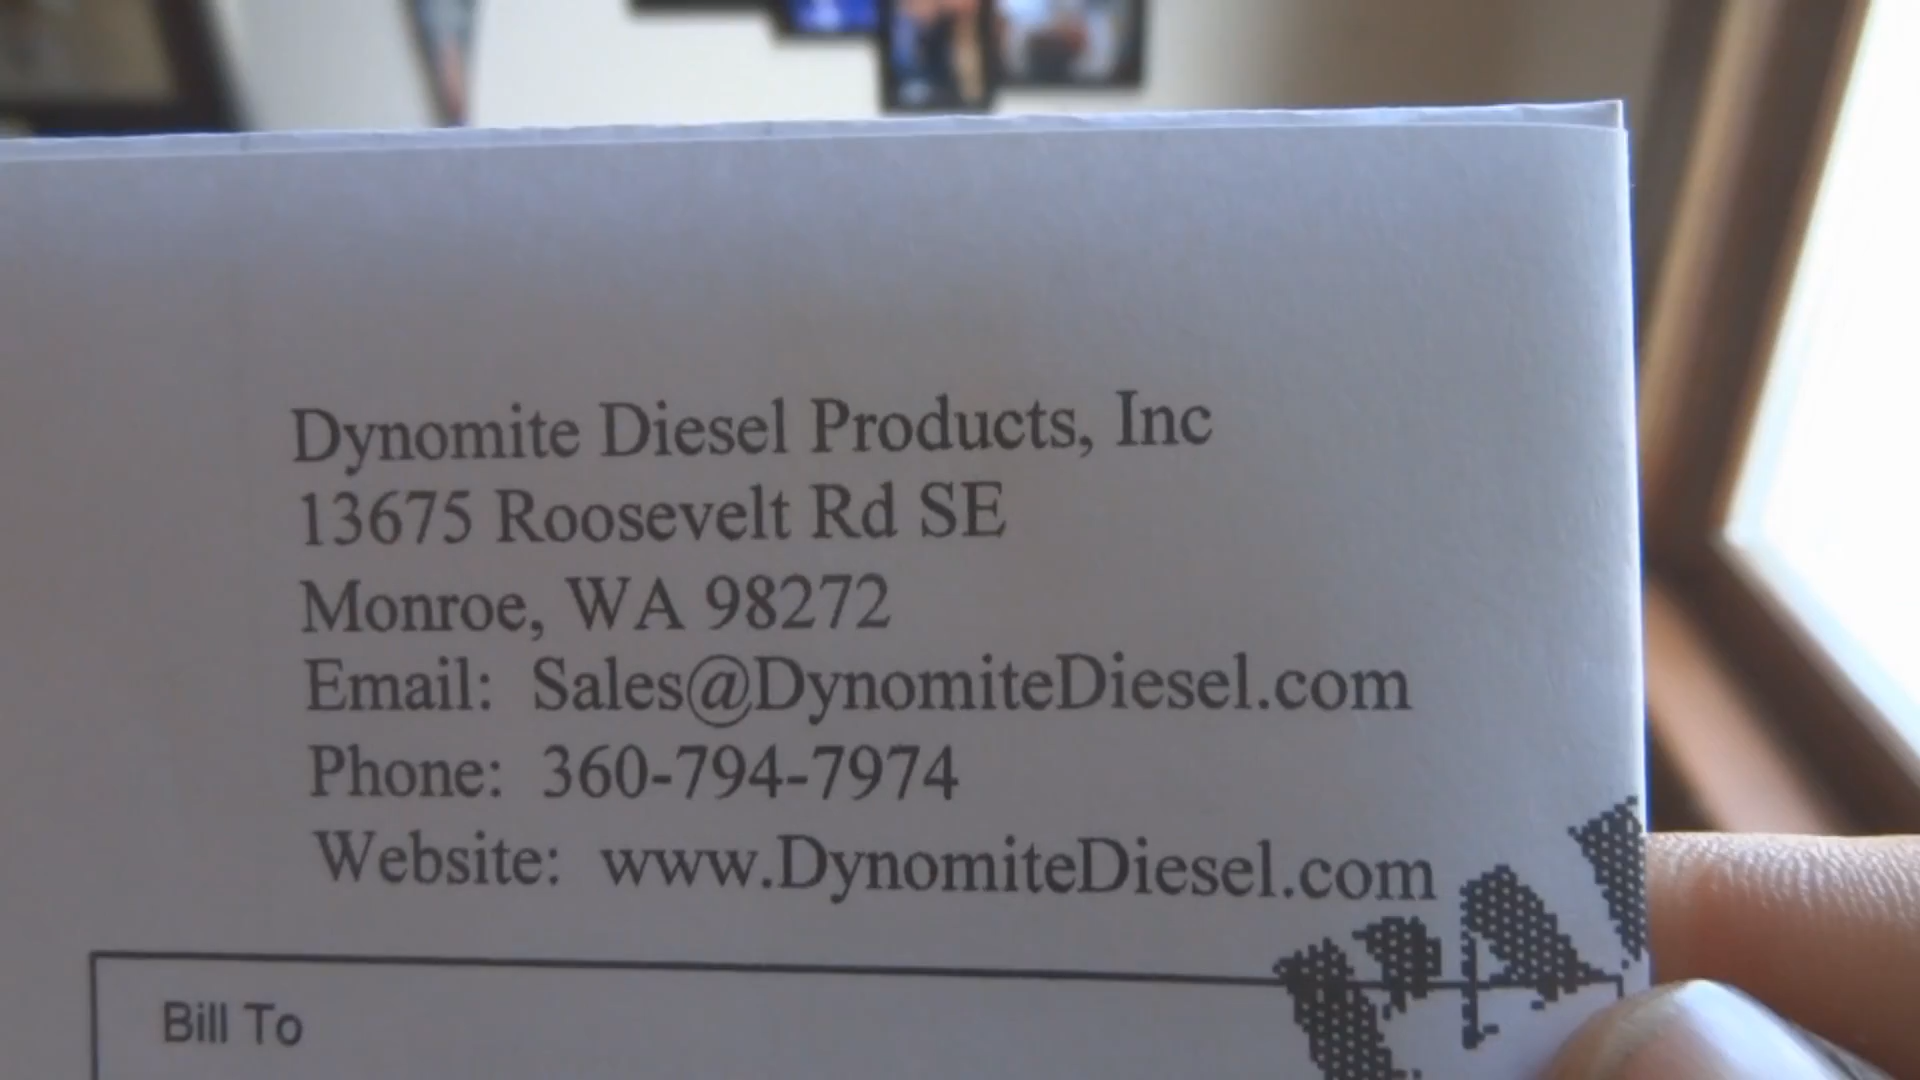 Dynomite Diesel Products, Inc
13675 Roosevelt Rd SE
Monroe, WA 98272
Email: Sales@DynomiteDiesel.com
Phone: 360-794-7974
Website: www.DynomiteDiesel.com
Bill To